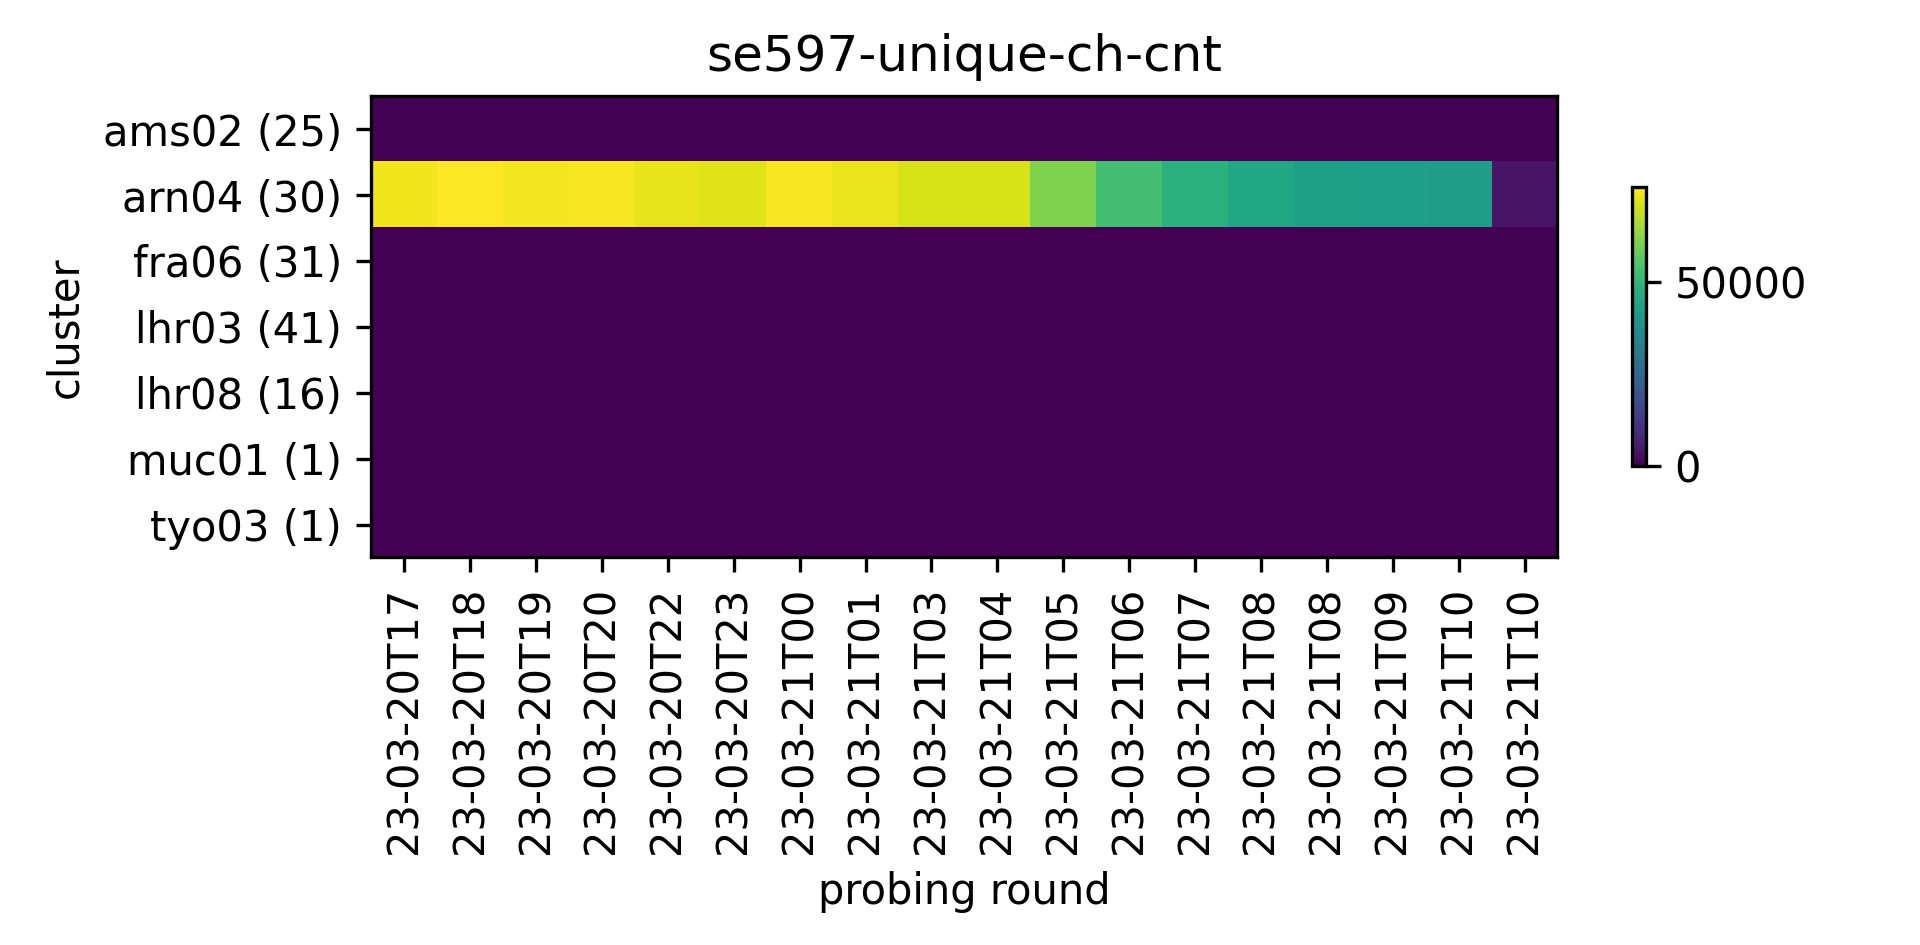 se597-unique-ch-cnt
cluster
ams02 (25)
arn04 (30)
fra06 (31)
lhr03 (41)
lhr08 (16)
muc01 (1)
tyo03 (1)
50000
0
23-03-20T17
23-03-20T18
23-03-20T19
23-03-20T20
23-03-20T22
23-03-20T23
23-03-21T00
23-03-21T01
23-03-21T03
23-03-21T04
23-03-21T05
23-03-21T06
23-03-21T07
23-03-21T08
23-03-21T08
23-03-21T09
23-03-21T10
23-03-21T10
probing round